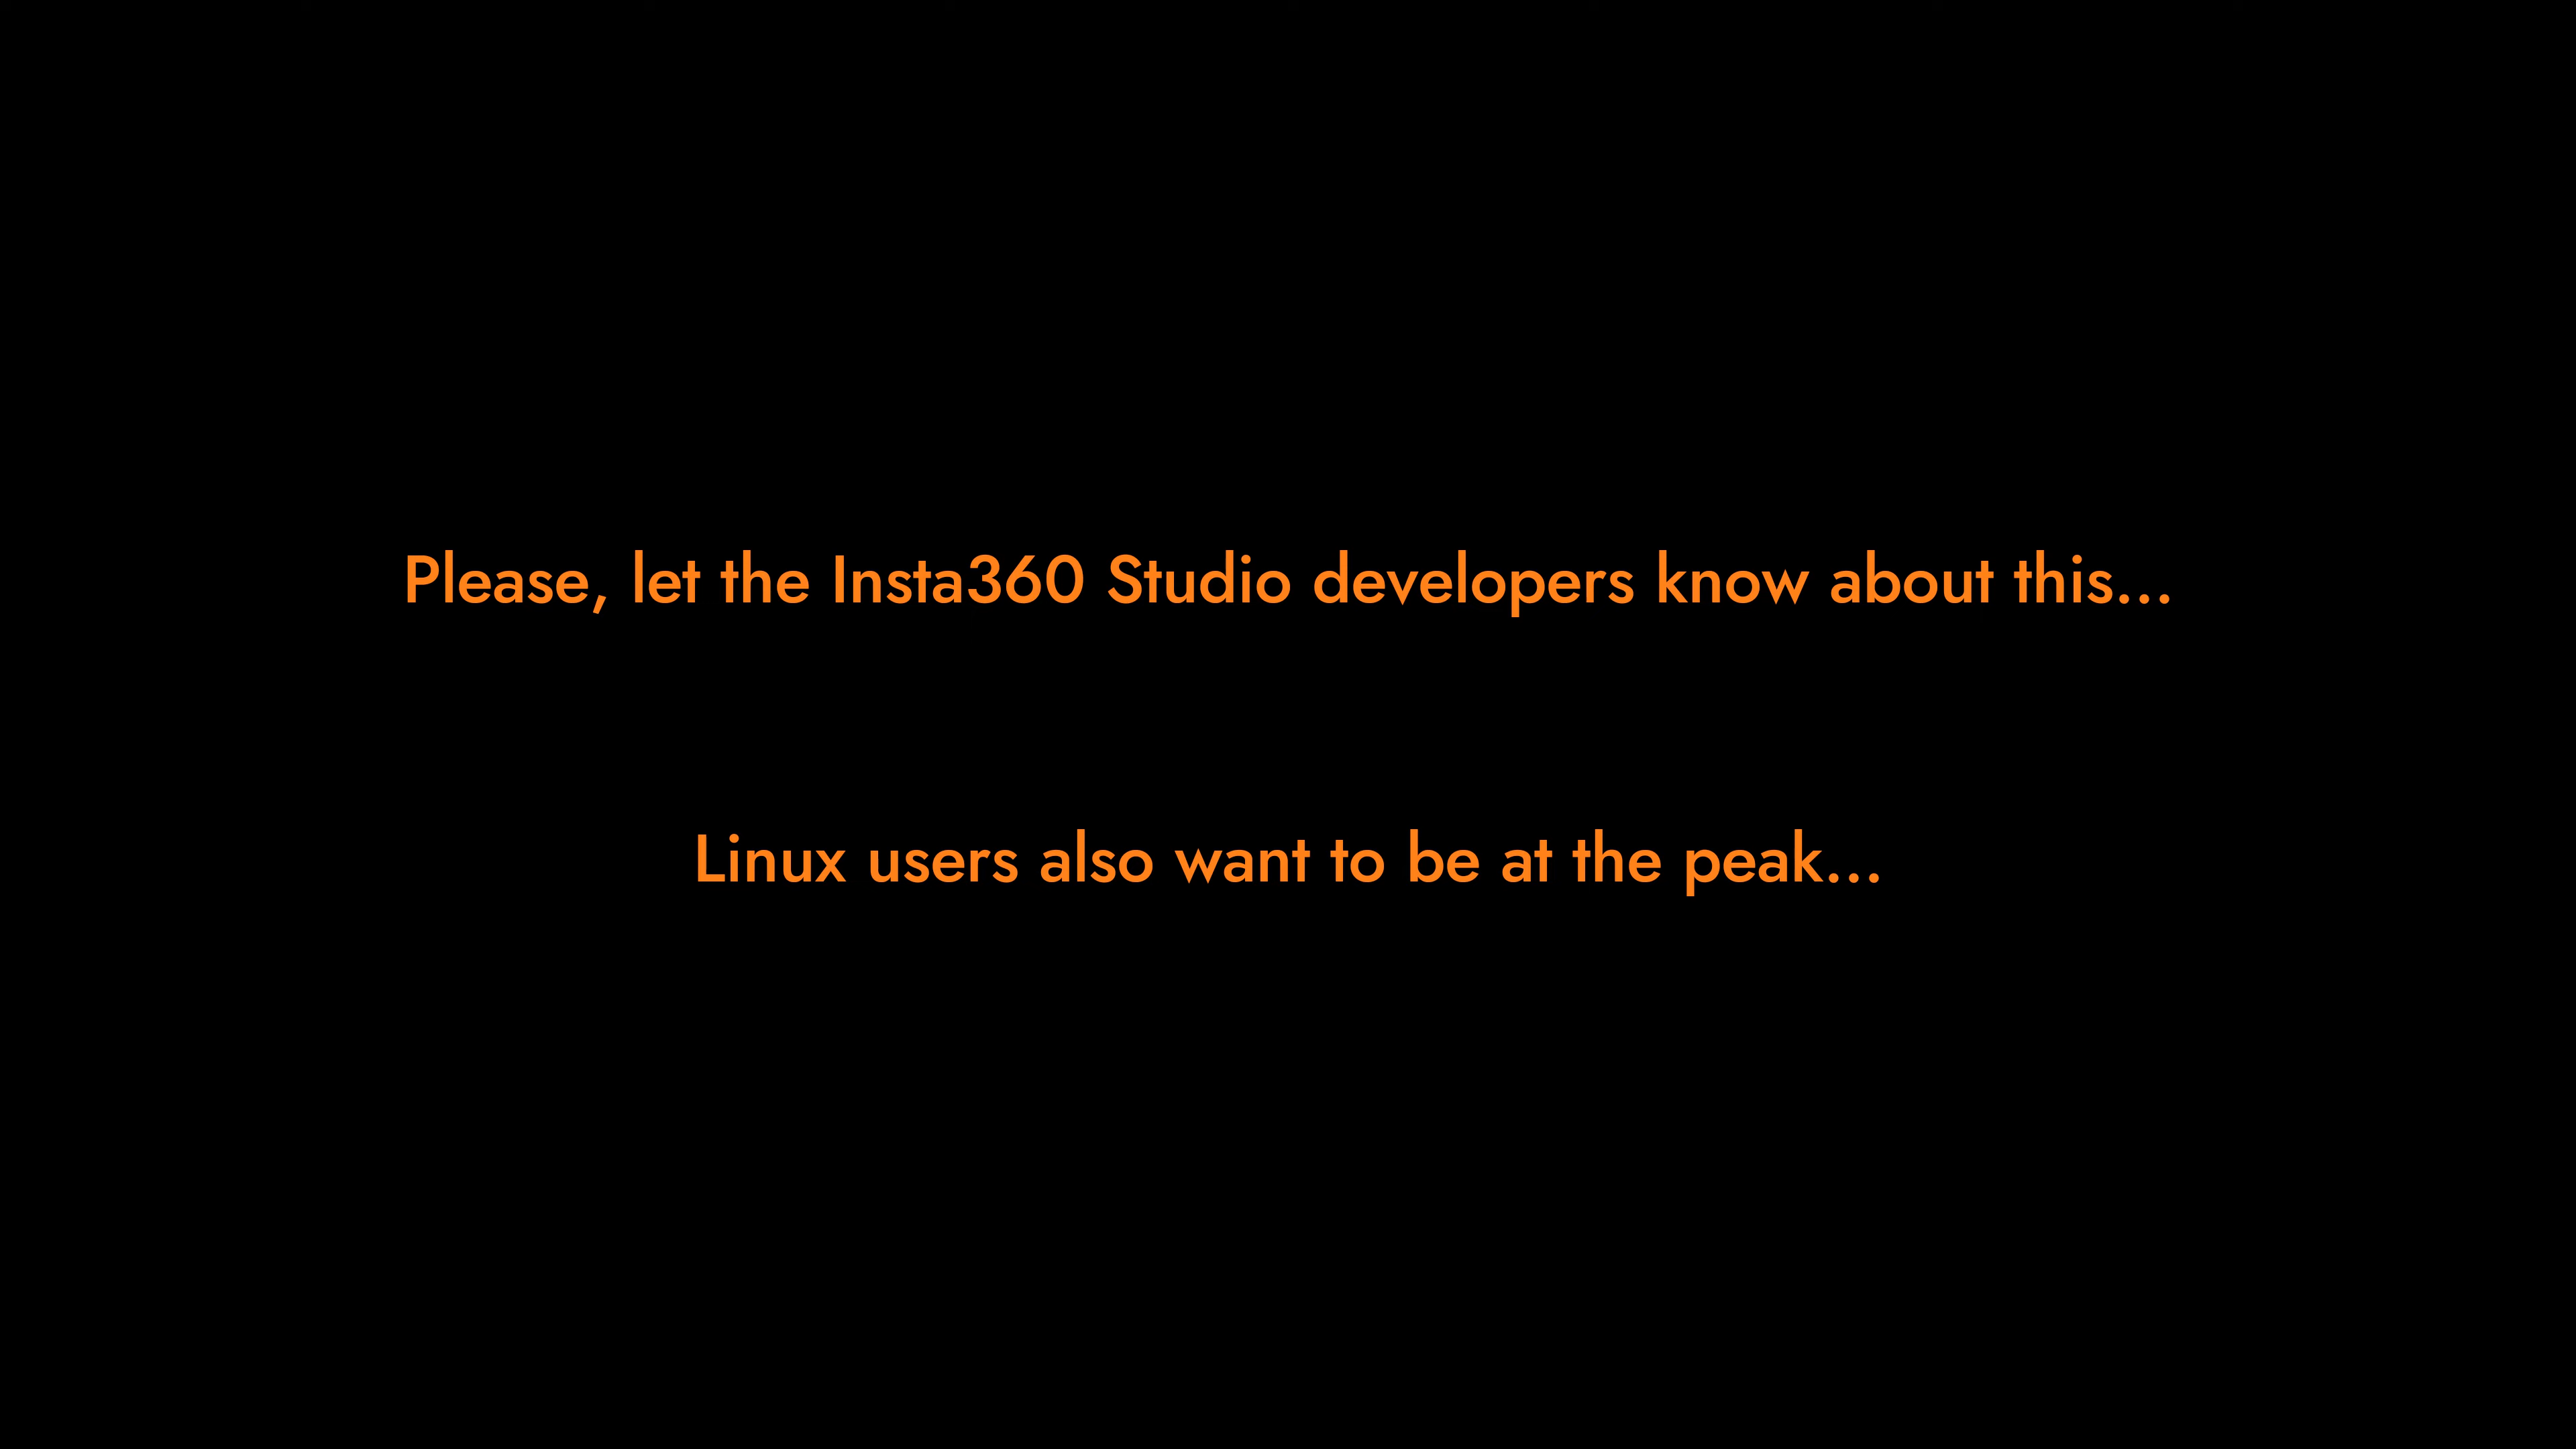 Please, let the Insta360 Studio developers know about this...
Linux users also want to be at the peak...